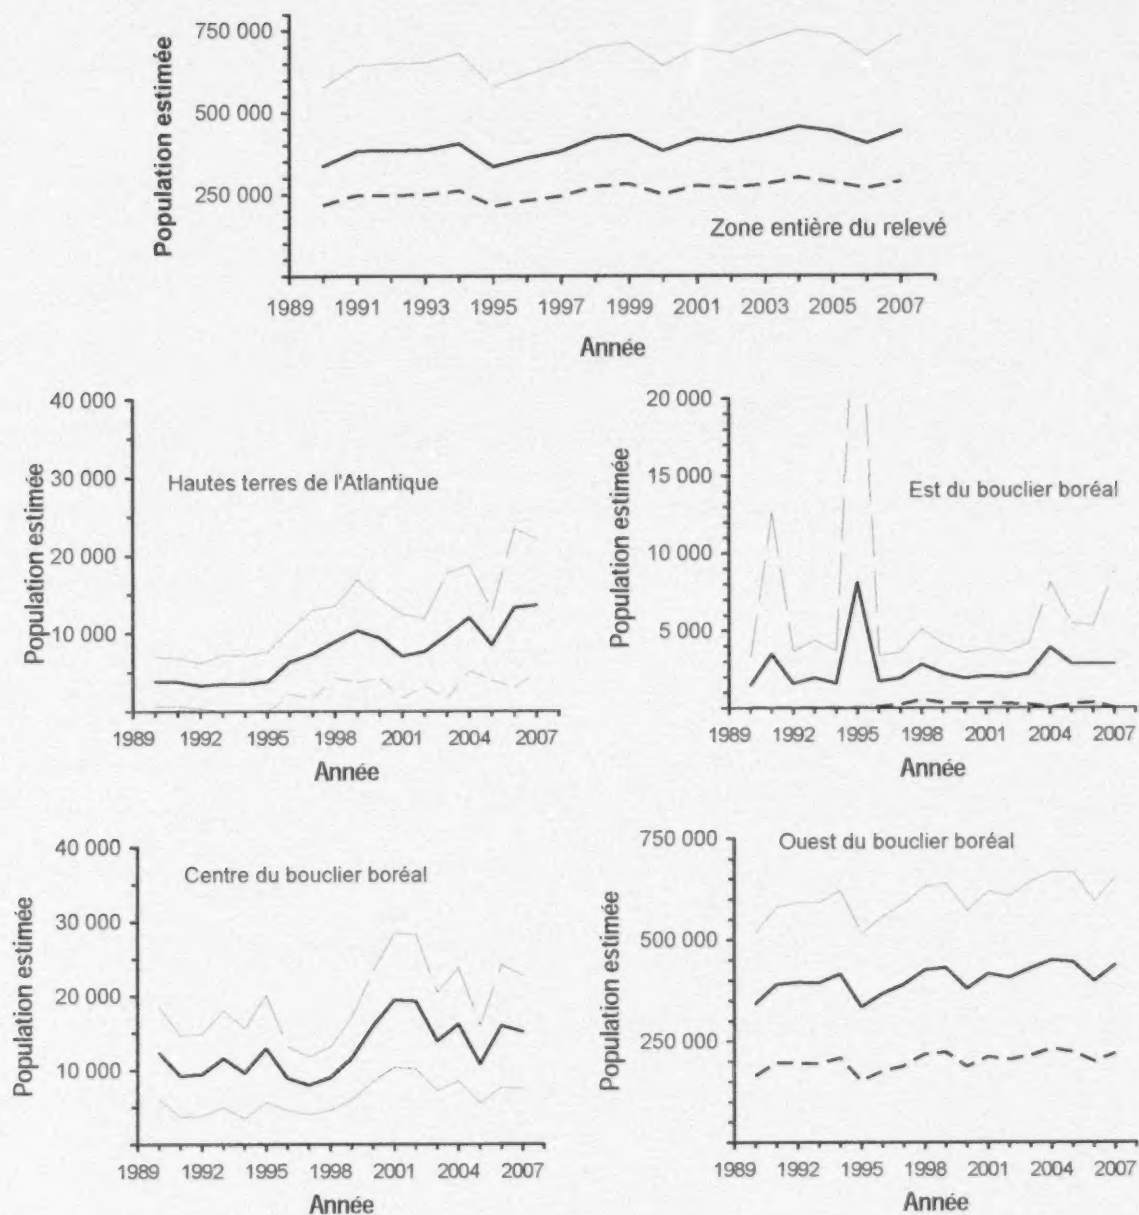 750 000
500 000
250 000
Population estimée
Zone entière du relevé
1989 1991 1993 1995 1997 1999 2001 2003 2005 2007
Année
40 000
30 000
20 000
10 000
Population estimée
Hautes terres de l'Atlantique
1989 1992 1995 1998 2001 2004 2007
Année
20 000
15 000
10 000
5 000
Population estimée
Est du bouclier boréal
1989 1992 1995 1998 2001 2004 2007
Année
40 000
30 000
20 000
10 000
Population estimée
Centre du bouclier boréal
1989 1992 1995 1998 2001 2004 2007
Année
750 000
500 000
250 000
Population estimée
Ouest du bouclier boréal
1989 1992 1995 1998 2001 2004 2007
Année